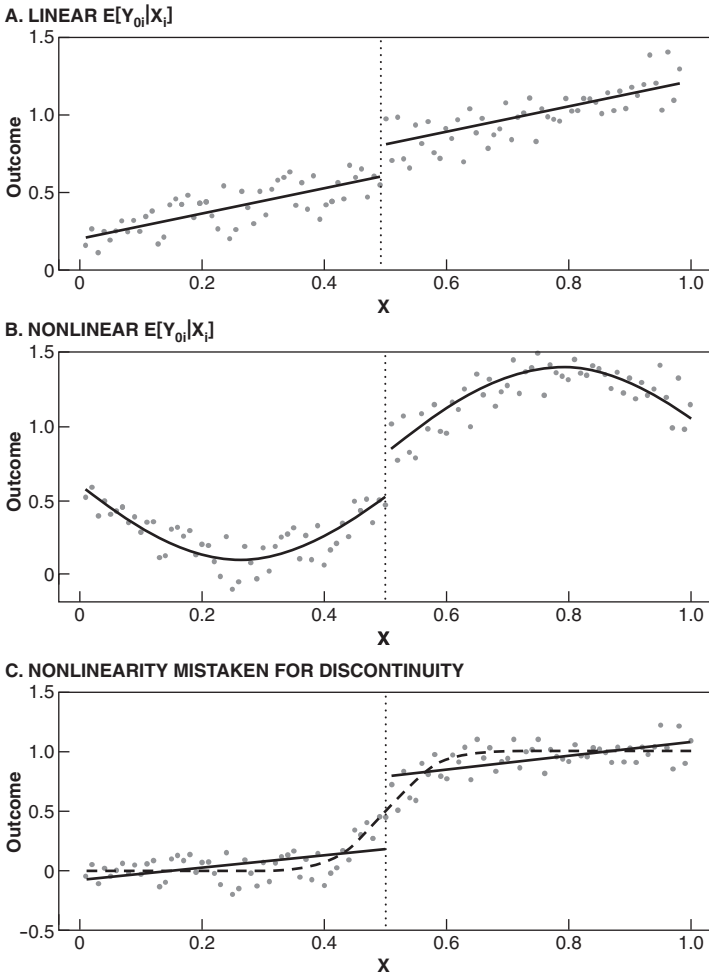 A. LINEAR E[Y0i|Xi]
1.5
1.0
0.5
0
Outcome
0 0.2 0.4 0.6 0.8 1.0
X
B. NONLINEAR E[Y0i|Xi]
1.5
1.0
0.5
0
Outcome
0 0.2 0.4 0.6 0.8 1.0
X
C. NONLINEARITY MISTAKEN FOR DISCONTINUITY
1.5
1.0
0.5
0
−0.5
Outcome
0 0.2 0.4 0.6 0.8 1.0
X